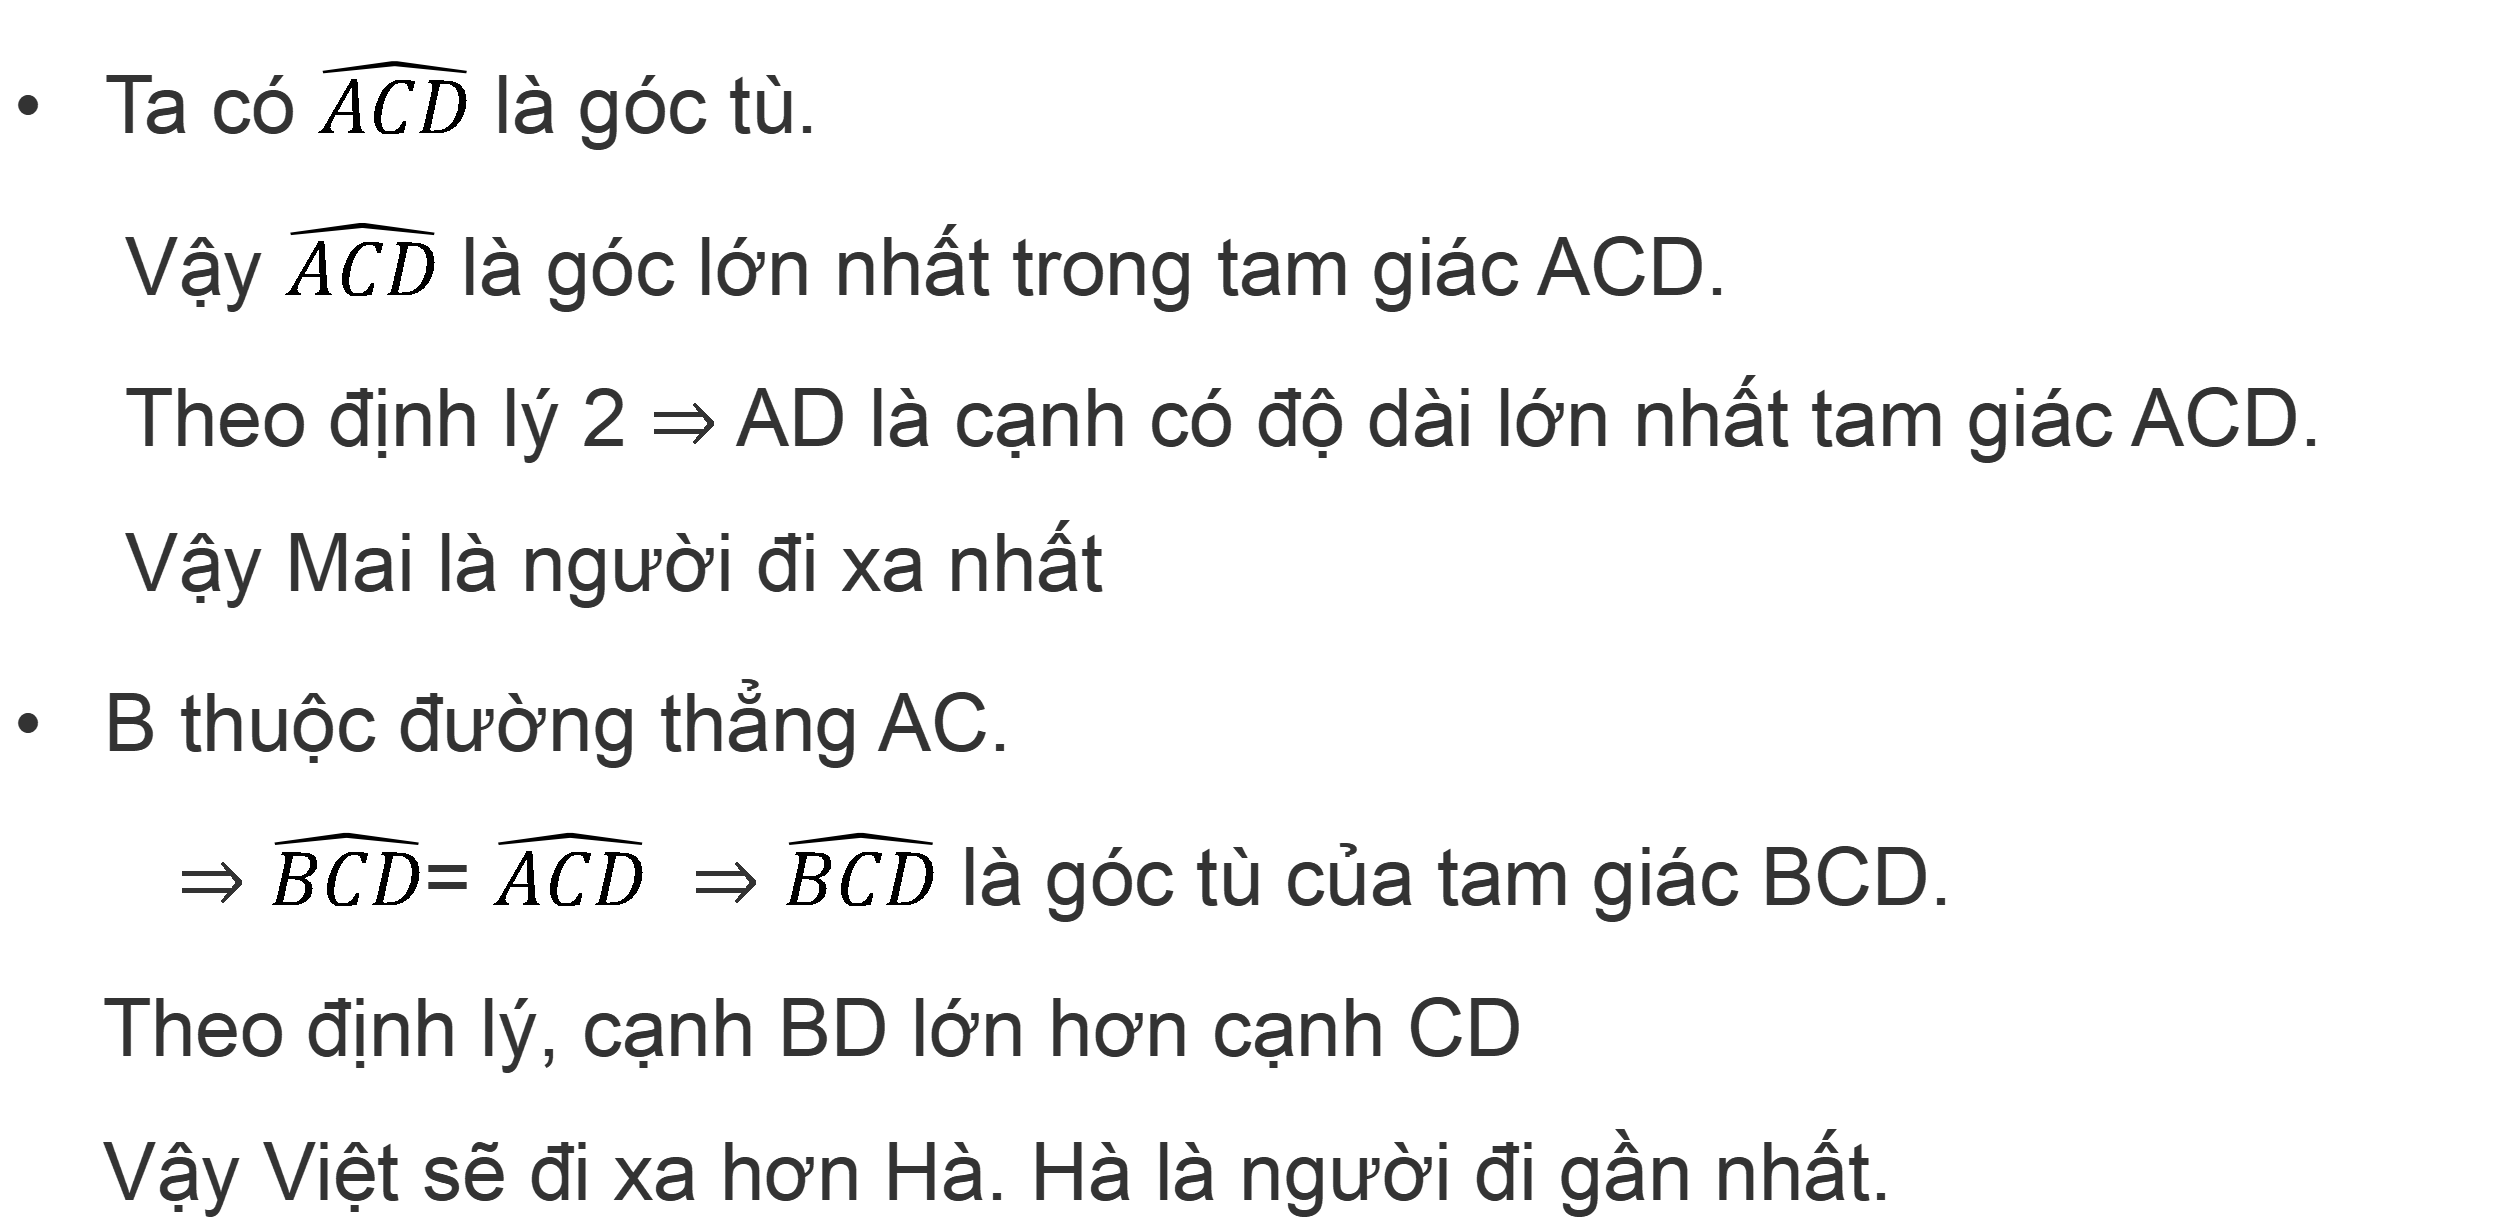 • Ta có $\widehat{ACD}$ là góc tù.
Vậy $\widehat{ACD}$ là góc lớn nhất trong tam giác ACD.
Theo định lý 2 ⇒ AD là cạnh có độ dài lớn nhất tam giác ACD.
Vậy Mai là người đi xa nhất
• B thuộc đường thẳng AC.
⇒ $\widehat{BCD}$= $\widehat{ACD}$ ⇒ $\widehat{BCD}$ là góc tù của tam giác BCD.
Theo định lý, cạnh BD lớn hơn cạnh CD
Vậy Việt sẽ đi xa hơn Hà. Hà là người đi gần nhất.